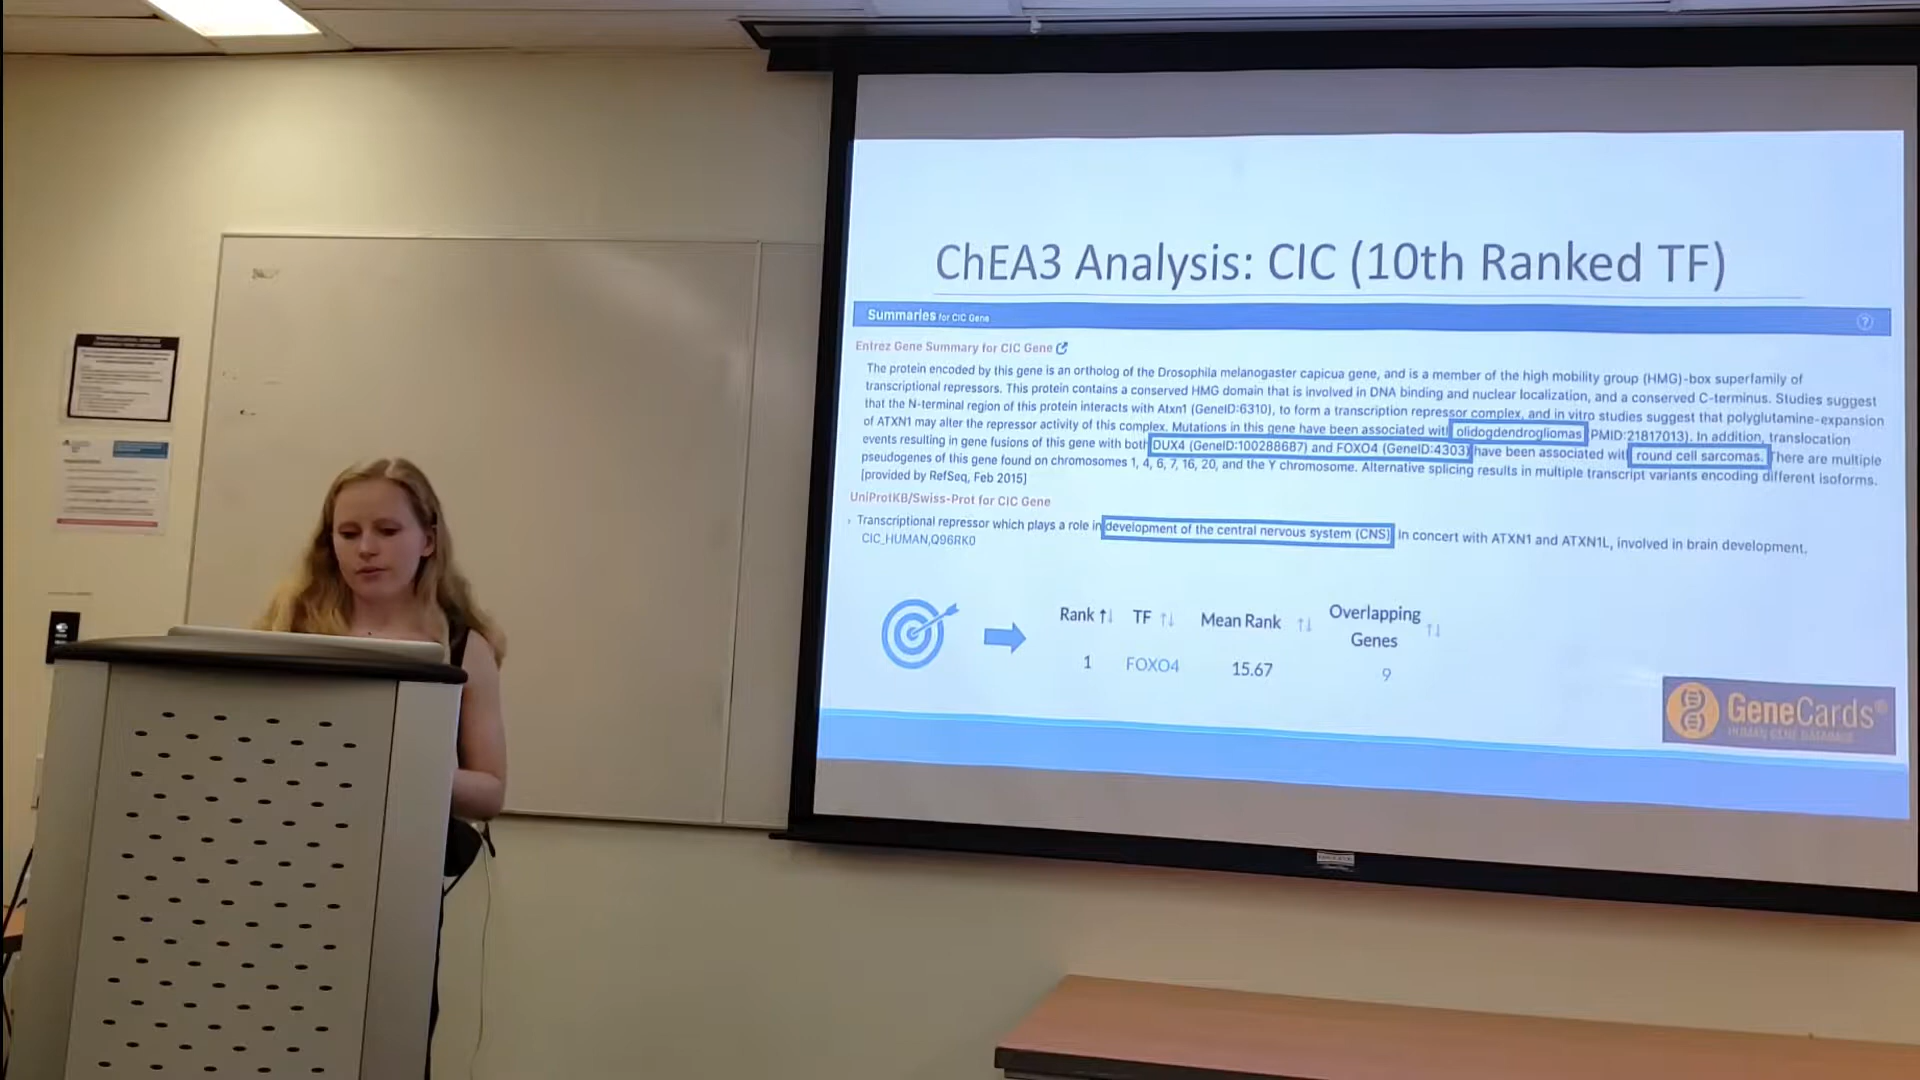 ChEA3 Analysis: CIC (10th Ranked TF)
Summaries for CIC Gene
?
Entrez Gene Summary for CIC Gene
The protein encoded by this gene is an ortholog of the Drosophila melanogaster capicua gene, and is a member of the high mobility group (HMG)-box superfamily of
transcriptional repressors. This protein contains a conserved HMG domain that is involved in DNA binding and nuclear localization, and a conserved C-terminus. Studies suggest
that the N-terminal region of this protein interacts with Atxn1 (GeneID:6310), to form a transcription repressor complex, and in vitro studies suggest that polyglutamine-expansion
of ATXN1 may alter the repressor activity of this complex. Mutations in this gene have been associated with olidogdendrogliomas PMID:21817013). In addition, translocation
events resulting in gene fusions of this gene with both DUX4 (GeneID:100288687) and FOXO4 (GeneID:4303) have been associated with round cell sarcomas. There are multiple
pseudogenes of this gene found on chromosomes 1, 4, 6, 7, 16, 20, and the Y chromosome. Alternative splicing results in multiple transcript variants encoding different isoforms.
[provided by RefSeq, Feb 2015]
UniProtKB/Swiss-Prot for CIC Gene
Transcriptional repressor which plays a role in development of the central nervous system (CNS) In concert with ATXN1 and ATXN1L, involved in brain development.
CIC_HUMAN,Q96RK0
Rank TF Mean Rank Overlapping Genes
1 FOXO4 15.67 9
GeneCards®
HUMAN GENE DATABASE